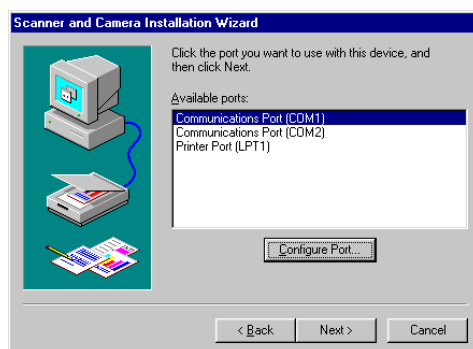 Scanner and Camera Installation Wizard
Click the port you want to use with this device, and
then click Next.
Available ports:
Communications Port (COM1)
Communications Port (COM2)
Printer Port (LPT1)
Configure Port...
< Back
Next >
Cancel